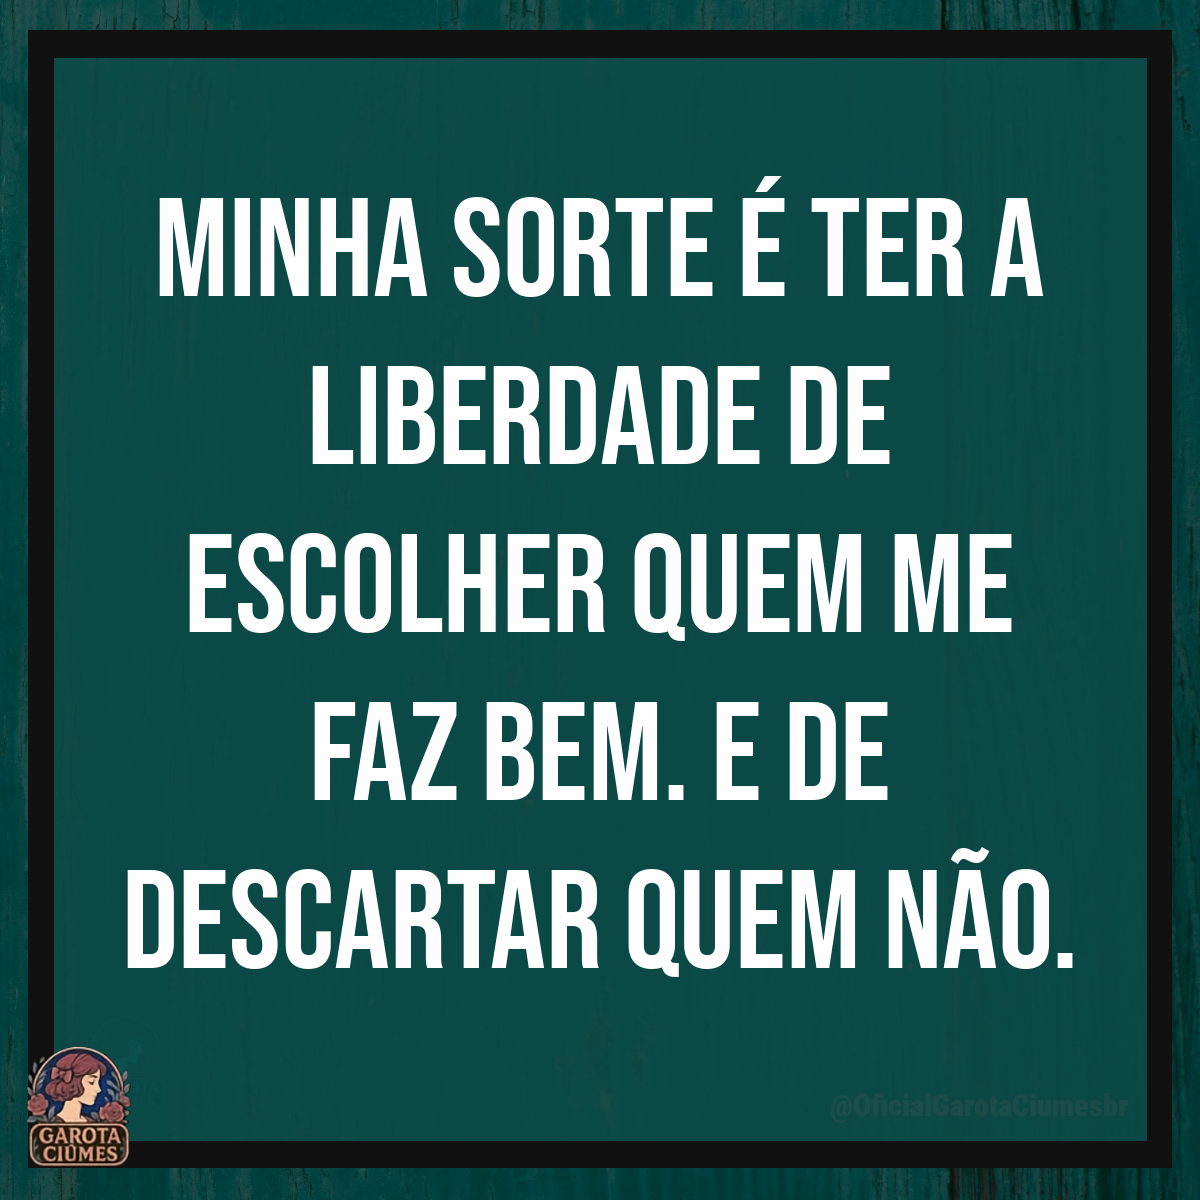 MINHA SORTE É TER A
LIBERDADE DE
ESCOLHER QUEM ME
FAZ BEM. E DE
DESCARTAR QUEM NÃO.
@OficialGarotaCiumesbr
GAROTA
CIÚMES